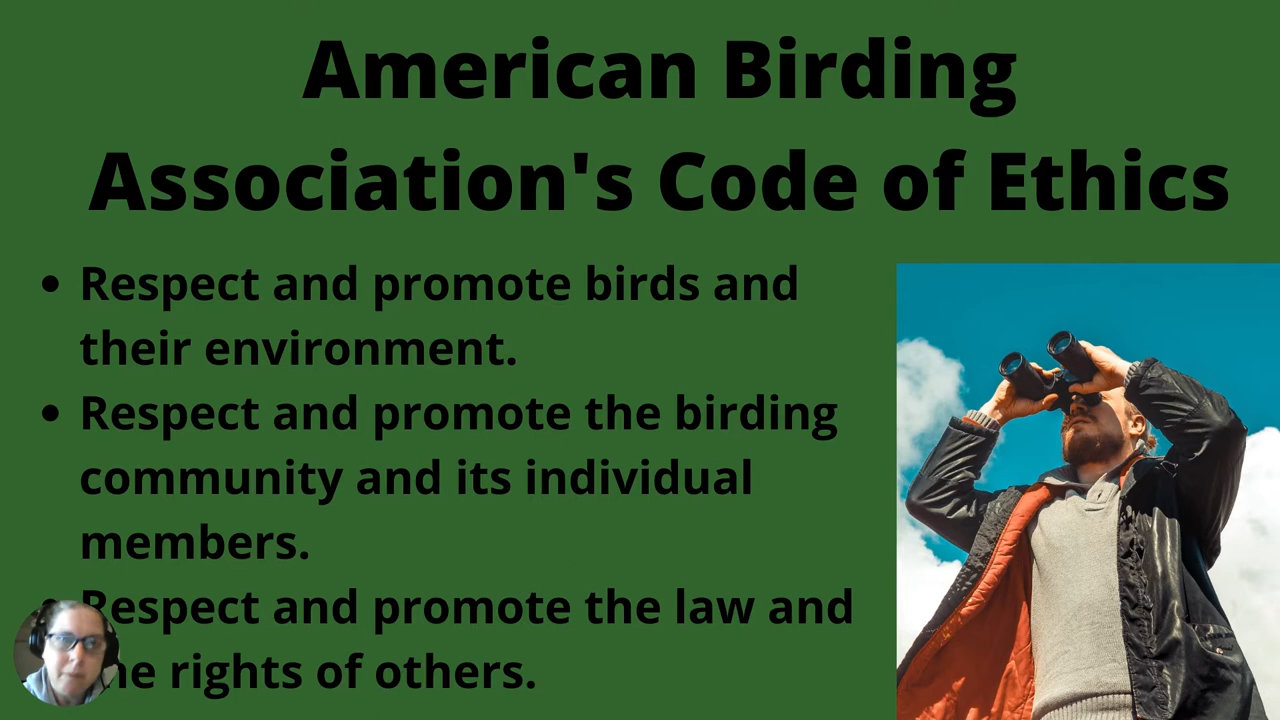 American Birding
Association's Code of Ethics
• Respect and promote birds and
their environment.
• Respect and promote the birding
community and its individual
members.
• Respect and promote the law and
the rights of others.